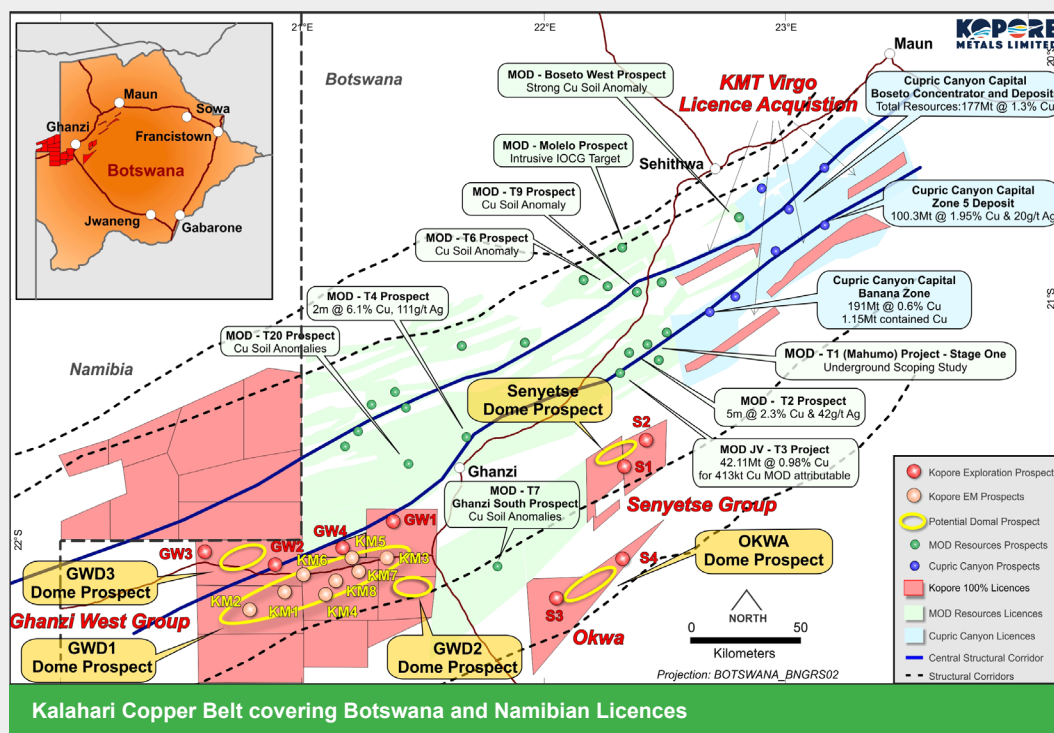 21°E
22°E
23°E
KOPORE
METALS LIMITED
20°S
21°S
22°S
Botswana
Namibia
Maun
Sowa
Ghanzi
Francistown
Botswana
Jwaneng
Gabarone
Maun
Sehithwa
Ghanzi
KMT Virgo
Licence Acquistion
MOD - Boseto West Prospect
Strong Cu Soil Anomaly
MOD - Molelo Prospect
Intrusive IOCG Target
MOD - T9 Prospect
Cu Soil Anomaly
MOD - T6 Prospect
Cu Soil Anomaly
MOD - T4 Prospect
2m @ 6.1% Cu, 111g/t Ag
MOD - T20 Prospect
Cu Soil Anomalies
Cupric Canyon Capital
Boseto Concentrator and Deposit
Total Resources:177Mt @ 1.3% Cu
Cupric Canyon Capital
Zone 5 Deposit
100.3Mt @ 1.95% Cu & 20g/t Ag
Cupric Canyon Capital
Banana Zone
191Mt @ 0.6% Cu
1.15Mt contained Cu
MOD - T1 (Mahumo) Project - Stage One
Underground Scoping Study
MOD - T2 Prospect
5m @ 2.3% Cu & 42g/t Ag
MOD JV - T3 Project
42.11Mt @ 0.98% Cu
for 413kt Cu MOD attributable
MOD - T7
Ghanzi South Prospect
Cu Soil Anomalies
Senyetse
Dome Prospect
S2
S1
Senyetse Group
OKWA
Dome Prospect
S4
S3
Okwa
GW1
GW2
GW3
GW4
KM5
KM6
KM3
KM7
KM8
KM2
KM1
KM4
GWD3
Dome Prospect
Ghanzi West Group
GWD1
Dome Prospect
GWD2
Dome Prospect
NORTH
0
50
Kilometers
Projection: BOTSWANA_BNGRS02
Kopore Exploration Prospect
Kopore EM Prospects
Potential Domal Prospect
MOD Resources Prospects
Cupric Canyon Prospects
Kopore 100% Licences
MOD Resources Licences
Cupric Canyon Licences
Central Structural Corridor
Structural Corridors
Kalahari Copper Belt covering Botswana and Namibian Licences